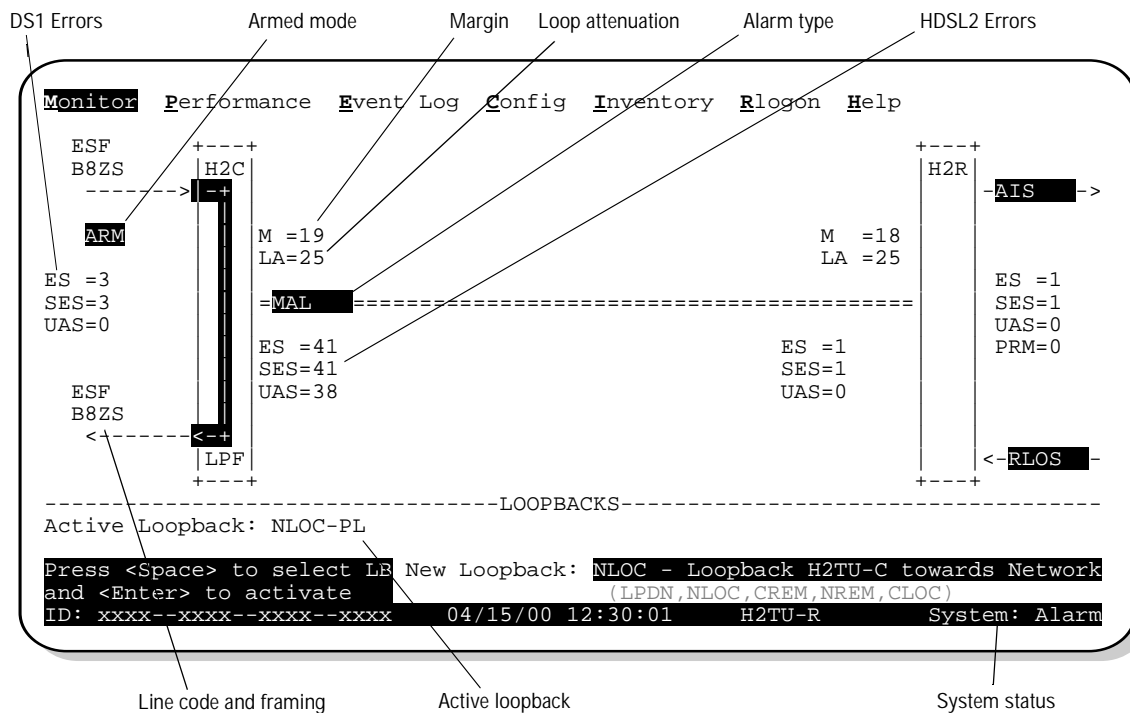 DS1 Errors Armed mode Margin Loop attenuation Alarm type HDSL2 Errors
Monitor Performance Event Log Config Inventory Rlogon Help
ESF +----+ +----+
B8ZS |H2C| |H2R|
------->-+ -AIS ->
ARM M =19 M =18
LA=25 LA =25
ES =3 ES =1
SES=3 =MAL ====================================== SES=1
UAS=0 UAS=0
ES =41 ES =1 PRM=0
SES=41 SES=1
ESF UAS=38 UAS=0
B8ZS
<-------<-+
|LPF| <-RLOS -
+----+ +----+
--------------------------------LOOPBACKS----------------------------------
Active Loopback: NLOC-PL
Press <Space> to select LB New Loopback: NLOC - Loopback H2TU-C towards Network
and <Enter> to activate (LPDN,NLOC,CREM,NREM,CLOC)
ID: xxxx--xxxx--xxxx--xxxx 04/15/00 12:30:01 H2TU-R System: Alarm
Line code and framing Active loopback System status